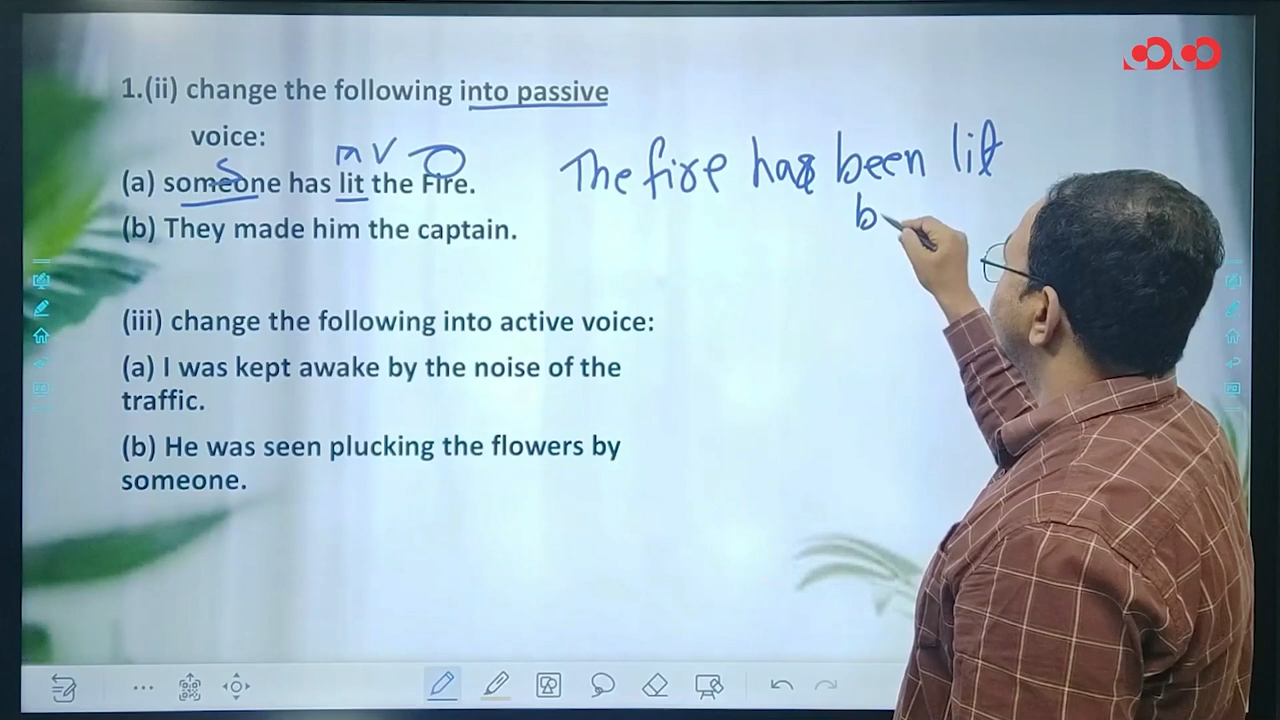 1.(ii) change the following into passive
voice:
S
m V O
(a) someone has lit the Fire.
The fire has been lit
b
(b) They made him the captain.
(iii) change the following into active voice:
(a) I was kept awake by the noise of the
traffic.
(b) He was seen plucking the flowers by
someone.